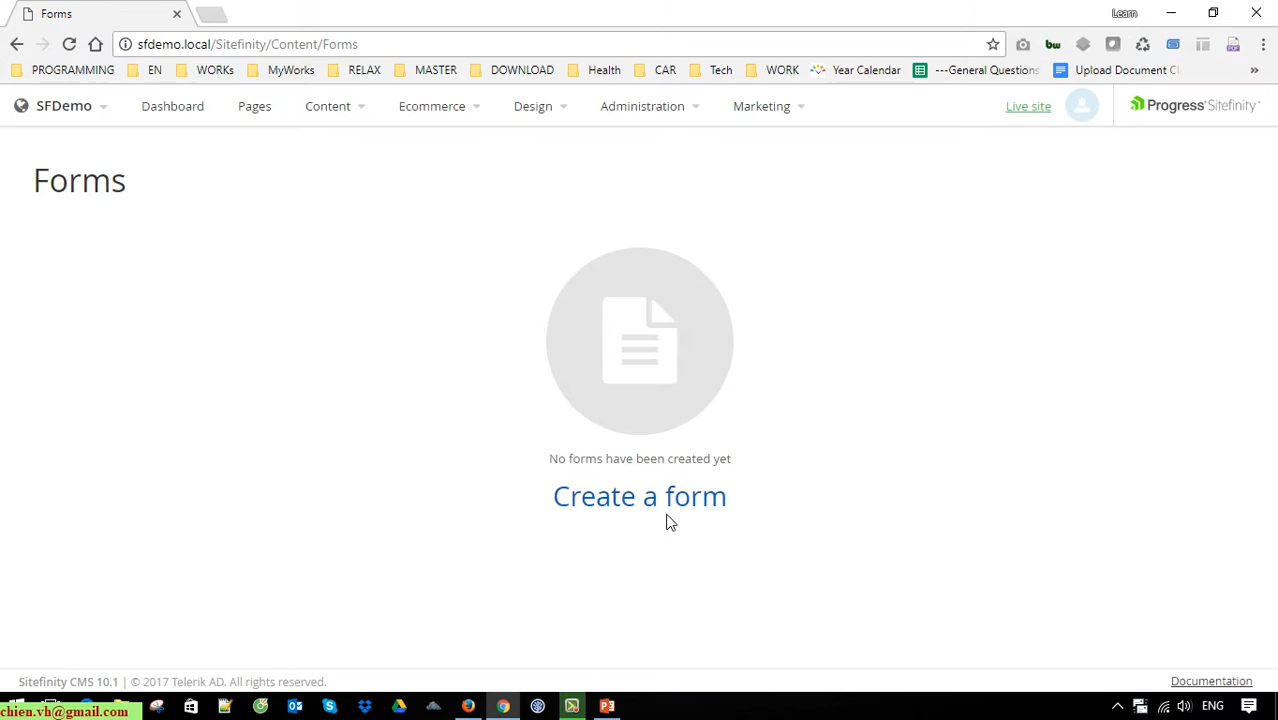 Forms
Learn
sfdemo.local/Sitefinity/Content/Forms
PROGRAMMING EN WORKs MyWorks RELAX MASTER DOWNLOAD Health CAR Tech WORK Year Calendar ---General Questions Upload Document Cl »
SFDemo Dashboard Pages Content Ecommerce Design Administration Marketing Live site Progress Sitefinity
Forms
No forms have been created yet
Create a form
Sitefinity CMS 10.1 | © 2017 Telerik AD. All rights reserved. Documentation
chien.vh@gmail.com ENG